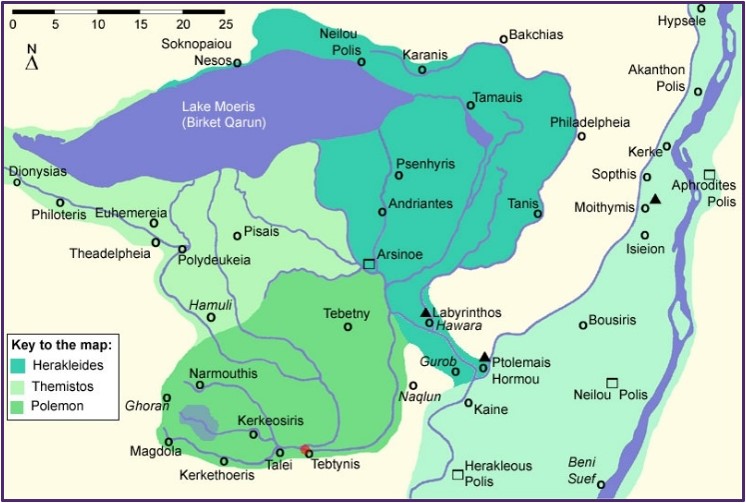 0 5 10 15 20 25
N
Hypsele
Soknopaiou
Nesos
Neilou
Polis
Karanis
Bakchias
Akanthon
Polis
Lake Moeris
(Birket Qarun)
Tamauis
Philadelpheia
Kerke
Dionysias
Psenhyris
Sopthis
Aphrodites
Polis
Philoteris
Euhemereia
Andriantes
Tanis
Moithymis
Theadelpheia
Pisais
Polydeukeia
Arsinoe
Isieion
Hamuli
Tebetny
Labyrinthos
Hawara
Bousiris
Key to the map:
Herakleides
Themistos
Polemon
Gurob
Ptolemais
Hormou
Narmouthis
Naqlun
Neilou Polis
Ghoran
Kaine
Kerkeosiris
Magdola
Talei
Tebtynis
Kerkethoeris
Herakleous
Polis
Beni
Suef